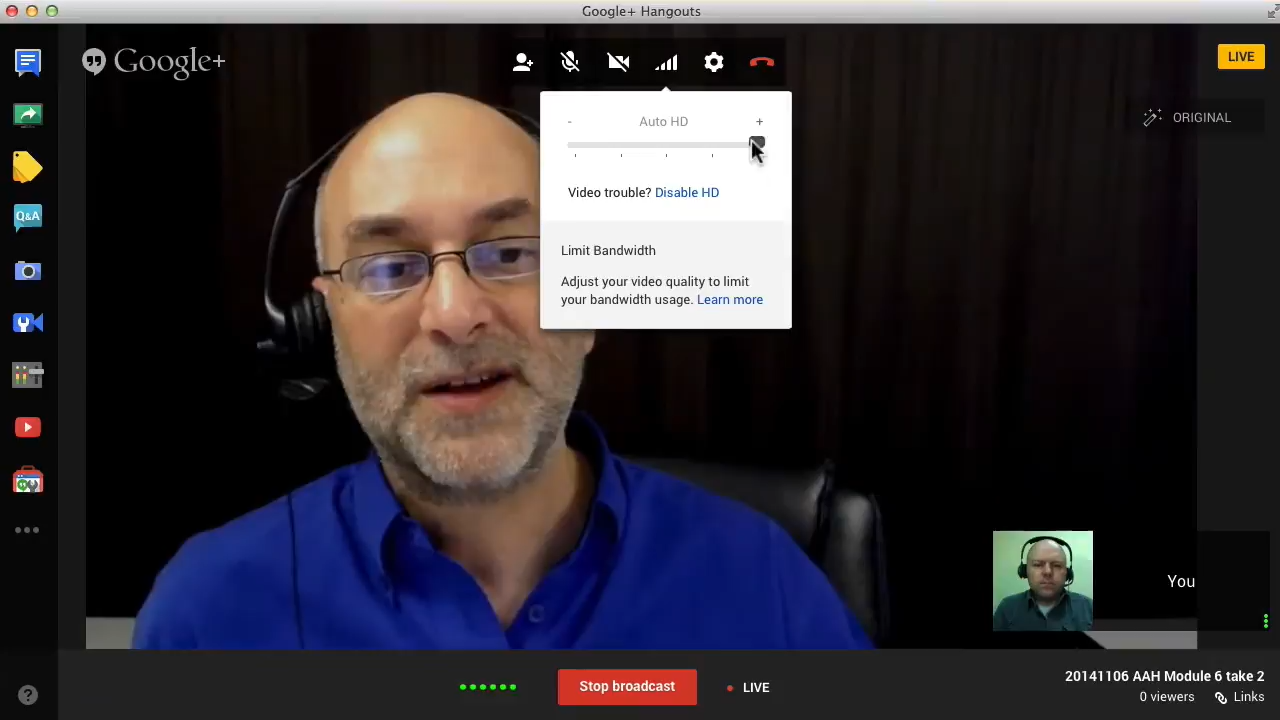 Google+ Hangouts
Google+
LIVE
- Auto HD +
ORIGINAL
Video trouble? Disable HD
Q&A
Limit Bandwidth
Adjust your video quality to limit
your bandwidth usage. Learn more
You
Stop broadcast
LIVE
20141106 AAH Module 6 take 2
0 viewers Links
?